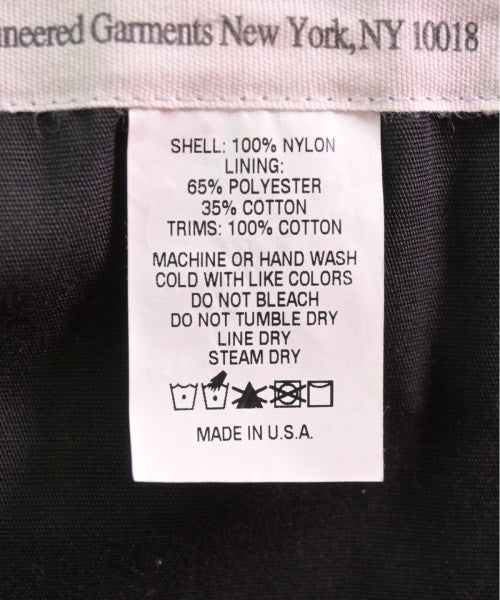 Garments New York, NY 10018
SHELL: 100% NYLON
LINING:
65% POLYESTER
35% COTTON
TRIMS: 100% COTTON
MACHINE OR HAND WASH
COLD WITH LIKE COLORS
DO NOT BLEACH
DO NOT TUMBLE DRY
LINE DRY
STEAM DRY
MADE IN U.S.A.